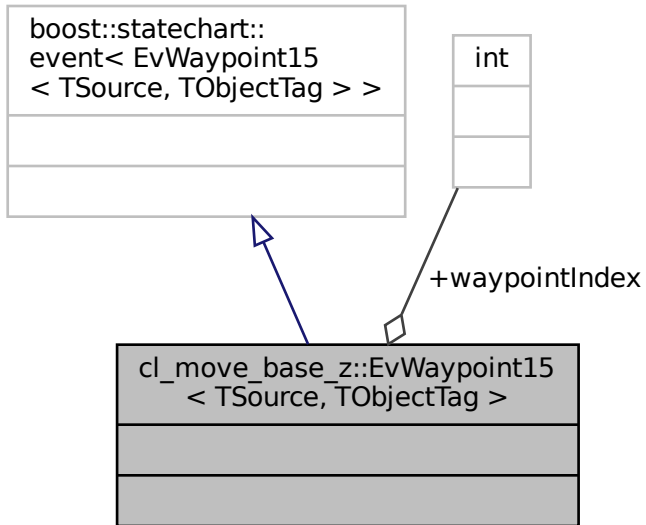 boost::statechart::
event< EvWaypoint15
< TSource, TObjectTag > >
int
+waypointIndex
cl_move_base_z::EvWaypoint15
< TSource, TObjectTag >